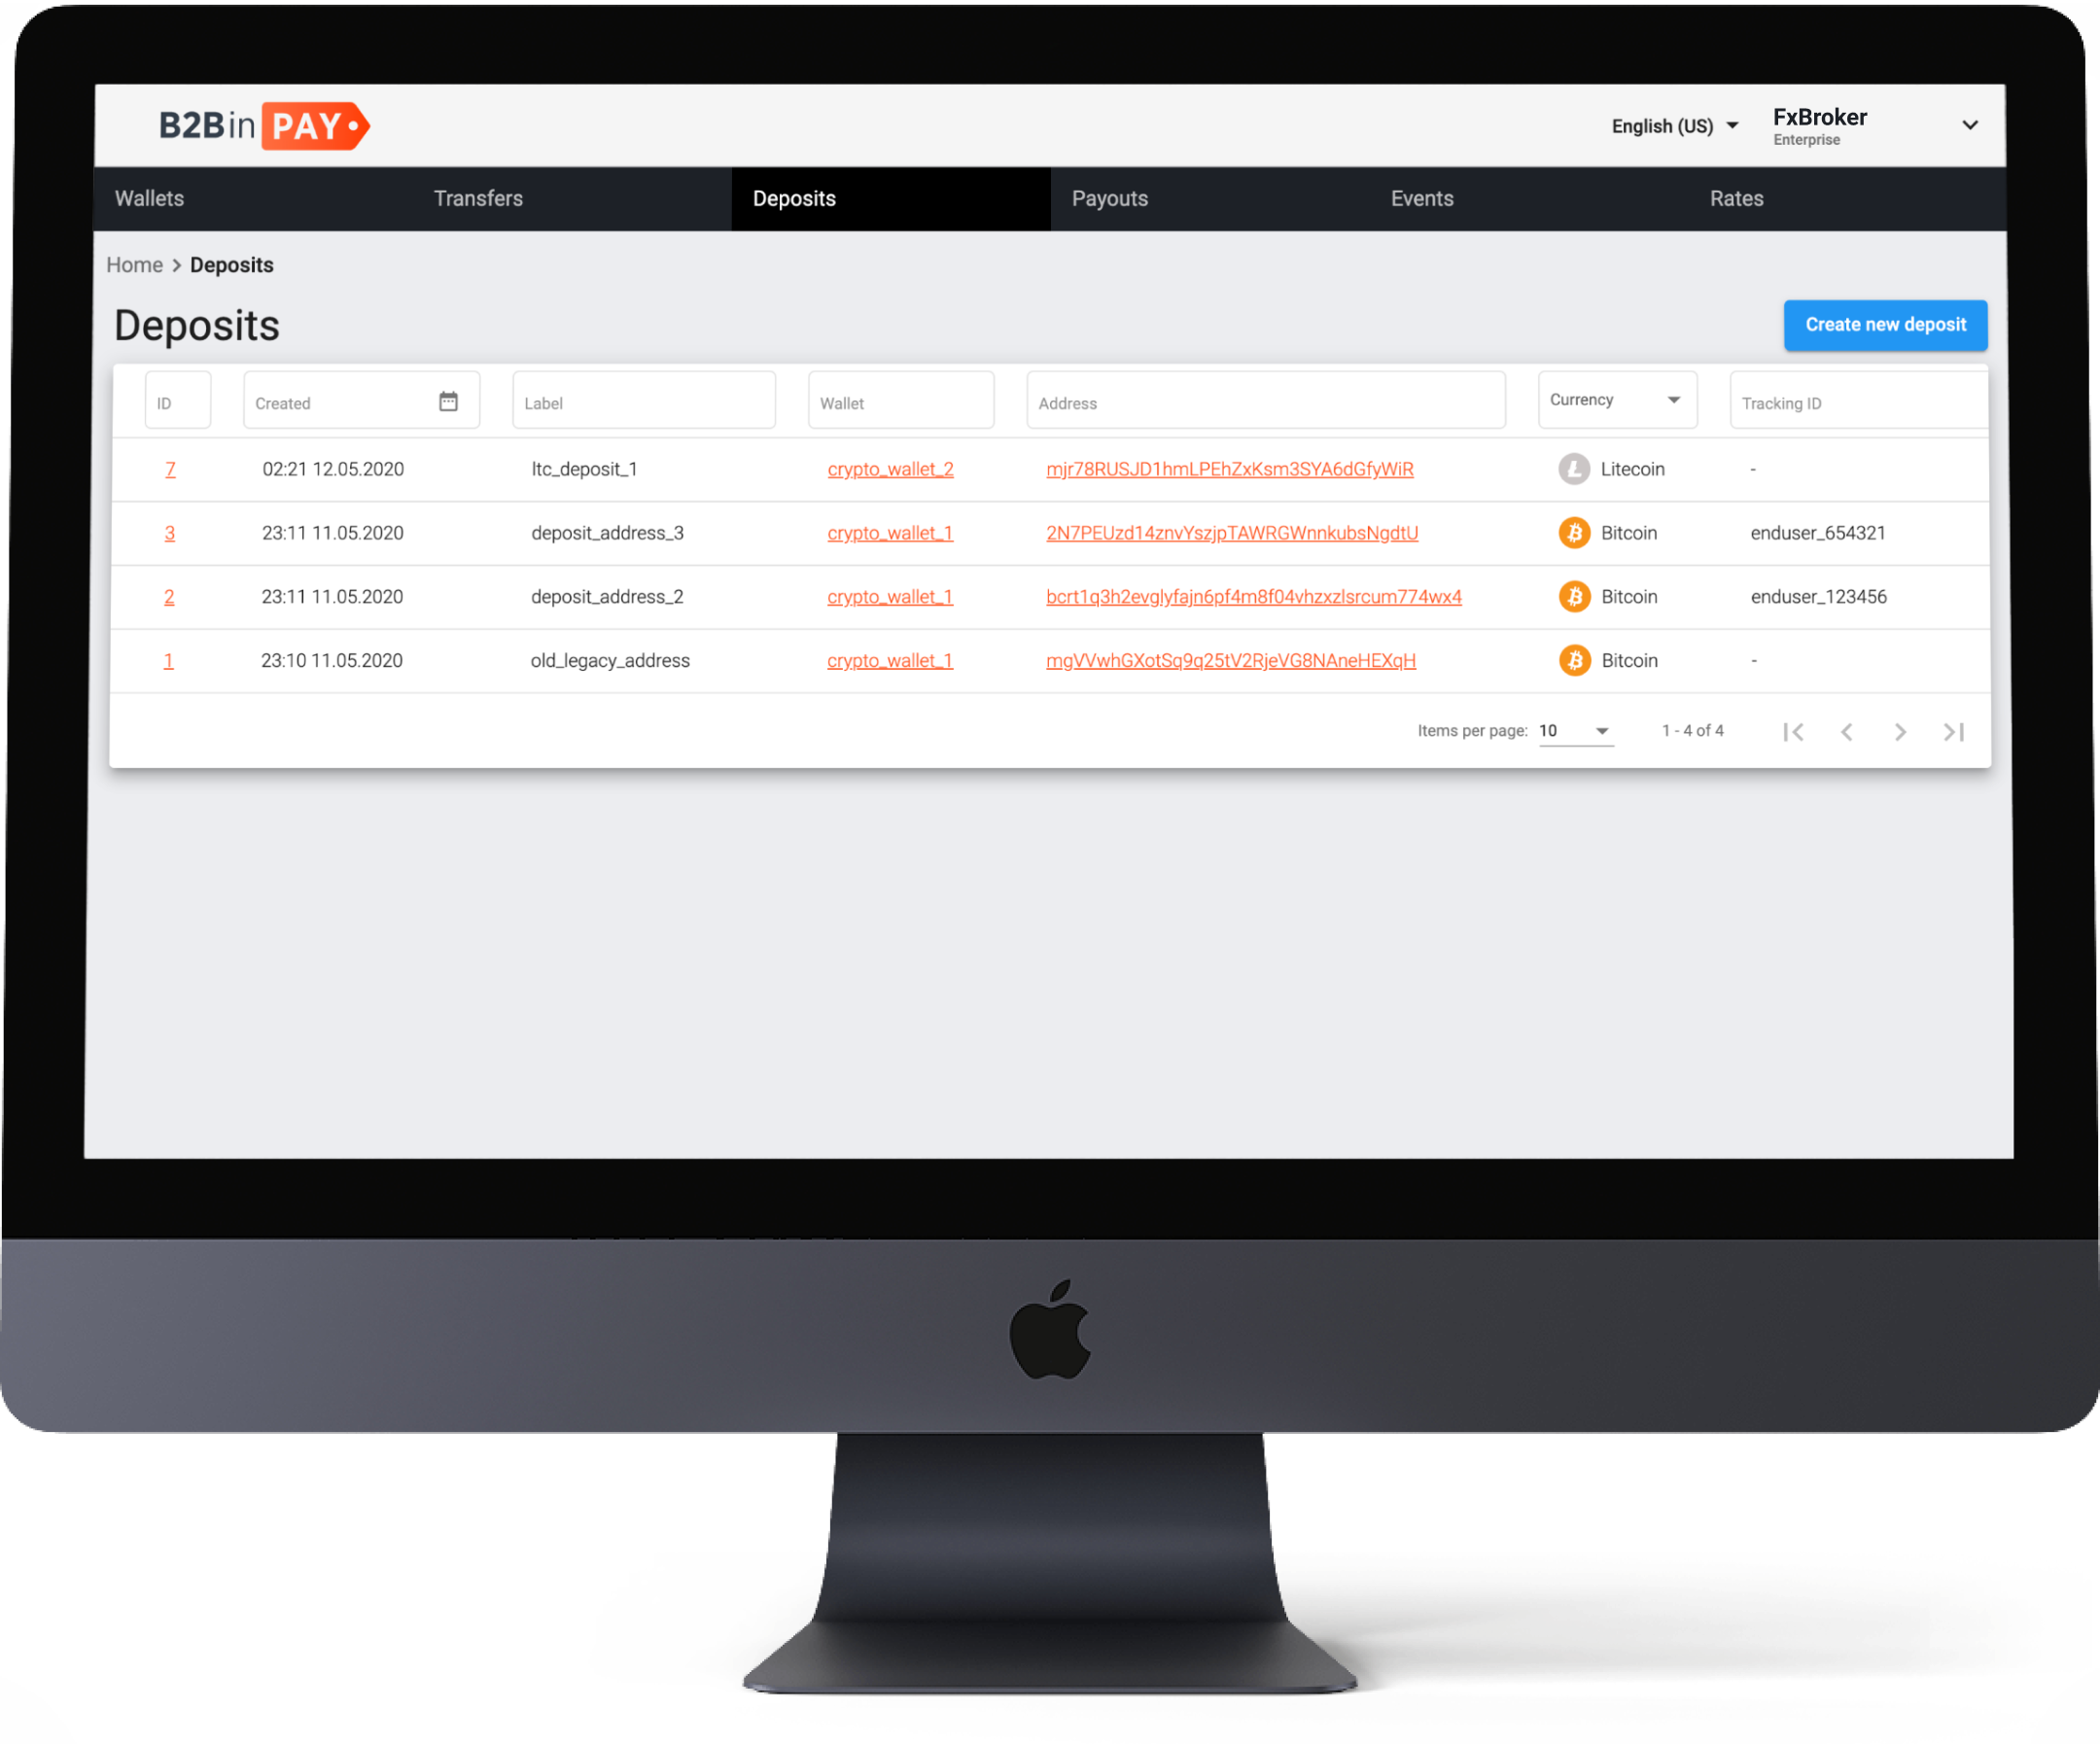 B2Bin PAY
English (US)
FxBroker
Enterprise
Wallets Transfers Deposits Payouts Events Rates
Home > Deposits
Deposits
Create new deposit
ID Created Label Wallet Address Currency Tracking ID
7 02:21 12.05.2020 ltc_deposit_1 crypto_wallet_2 mjr78RUSJD1hmLPEhZxKsm3SYA6dGfyWiR Litecoin -
3 23:11 11.05.2020 deposit_address_3 crypto_wallet_1 2N7PEUzd14znvYszjpTAWRGWnnkubsNgdtU Bitcoin enduser_654321
2 23:11 11.05.2020 deposit_address_2 crypto_wallet_1 bcrt1q3h2evglyfajn6pf4m8f04vhzxzlsrcum774wx4 Bitcoin enduser_123456
1 23:10 11.05.2020 old_legacy_address crypto_wallet_1 mgVVwhGXotSq9q25tV2RjeVG8NAneHEXqH Bitcoin -
Items per page: 10 1 - 4 of 4